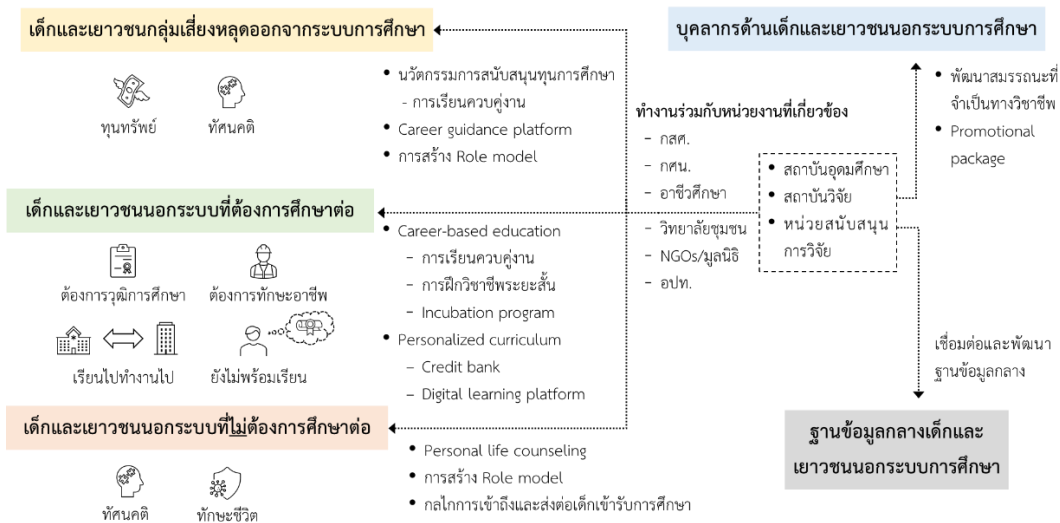 เด็กและเยาวชนกลุ่มเสี่ยงหลุดออกจากระบบการศึกษา
ทุนทรัพย์
ทัศนคติ
• นวัตกรรมการสนับสนุนทุนการศึกษา
- การเรียนควบคู่งาน
• Career guidance platform
• การสร้าง Role model
เด็กและเยาวชนนอกระบบที่ต้องการศึกษาต่อ
ต้องการวุฒิการศึกษา
ต้องการทักษะอาชีพ
เรียนไปทำงานไป
ยังไม่พร้อมเรียน
• Career-based education
– การเรียนควบคู่งาน
– การฝึกวิชาชีพระยะสั้น
– Incubation program
• Personalized curriculum
– Credit bank
– Digital learning platform
เด็กและเยาวชนนอกระบบที่ไม่ต้องการศึกษาต่อ
ทัศนคติ
ทักษะชีวิต
• Personal life counseling
• การสร้าง Role model
• กลไกการเข้าถึงและส่งต่อเด็กเข้ารับการศึกษา
ทำงานร่วมกับหน่วยงานที่เกี่ยวข้อง
– กสศ.
– กศน.
– อาชีวศึกษา
– วิทยาลัยชุมชน
– NGOs/มูลนิธิ
– อปท.
• สถาบันอุดมศึกษา
• สถาบันวิจัย
• หน่วยสนับสนุน
การวิจัย
บุคลากรด้านเด็กและเยาวชนนอกระบบการศึกษา
• พัฒนาสมรรถนะที่
จำเป็นทางวิชาชีพ
• Promotional
package
เชื่อมต่อและพัฒนา
ฐานข้อมูลกลาง
ฐานข้อมูลกลางเด็กและ
เยาวชนนอกระบบการศึกษา